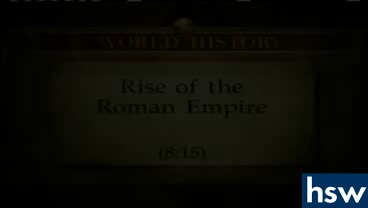 WORLD HISTORY
Rise of the
Roman Empire
(8:15)
hsw